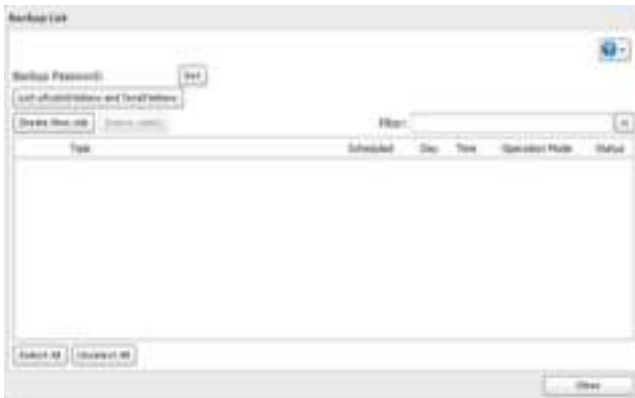 Backup List
Backup Password: Set
Create New Job
Filter:
Task Scheduled Day Time Operation Mode Status
Select All Unselect All
Close